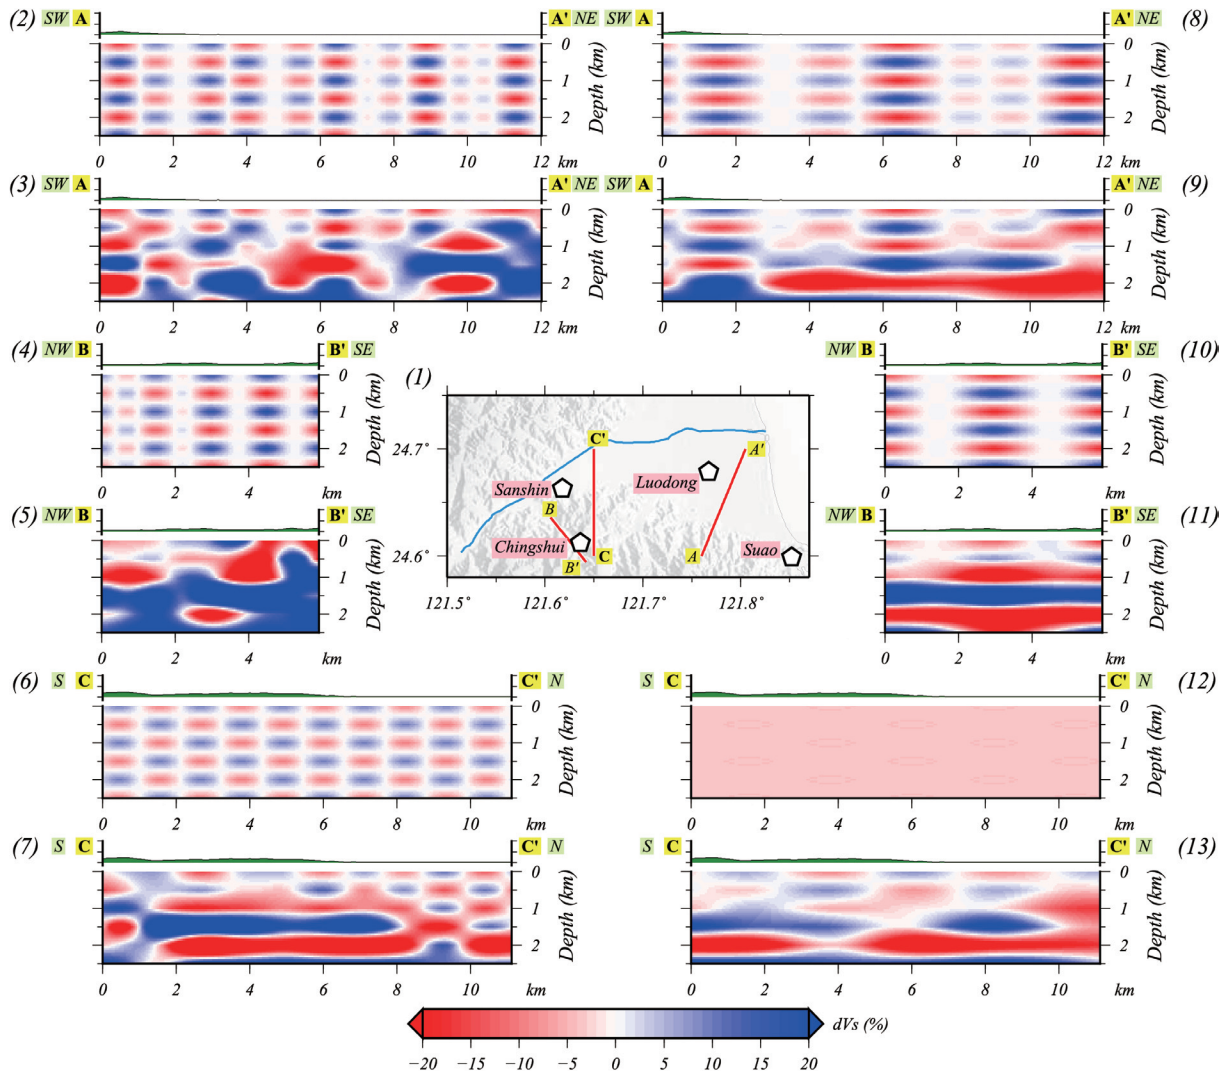 (2) SW A A' NE SW A A' NE (8)
0 1 2 Depth (km) 0 1 2 Depth (km)
0 2 4 6 8 10 12 km 0 2 4 6 8 10 12 km
(3) SW A A' NE SW A A' NE (9)
0 1 2 Depth (km) 0 1 2 Depth (km)
0 2 4 6 8 10 12 km 0 2 4 6 8 10 12 km
(4) NW B B' SE NW B B' SE (10)
0 1 2 Depth (km) 0 1 2 Depth (km)
0 2 4 km 0 2 4 km
(1)
24.7°
24.6°
C'
A'
Sanshin
Luodong
B
Chingshui
C
A
Suao
B'
121.5° 121.6° 121.7° 121.8°
(5) NW B B' SE NW B B' SE (11)
0 1 2 Depth (km) 0 1 2 Depth (km)
0 2 4 km 0 2 4 km
(6) S C C' N S C C' N (12)
0 1 2 Depth (km) 0 1 2 Depth (km)
0 2 4 6 8 10 km 0 2 4 6 8 10 km
(7) S C C' N S C C' N (13)
0 1 2 Depth (km) 0 1 2 Depth (km)
0 2 4 6 8 10 km 0 2 4 6 8 10 km
dVs (%)
−20 −15 −10 −5 0 5 10 15 20